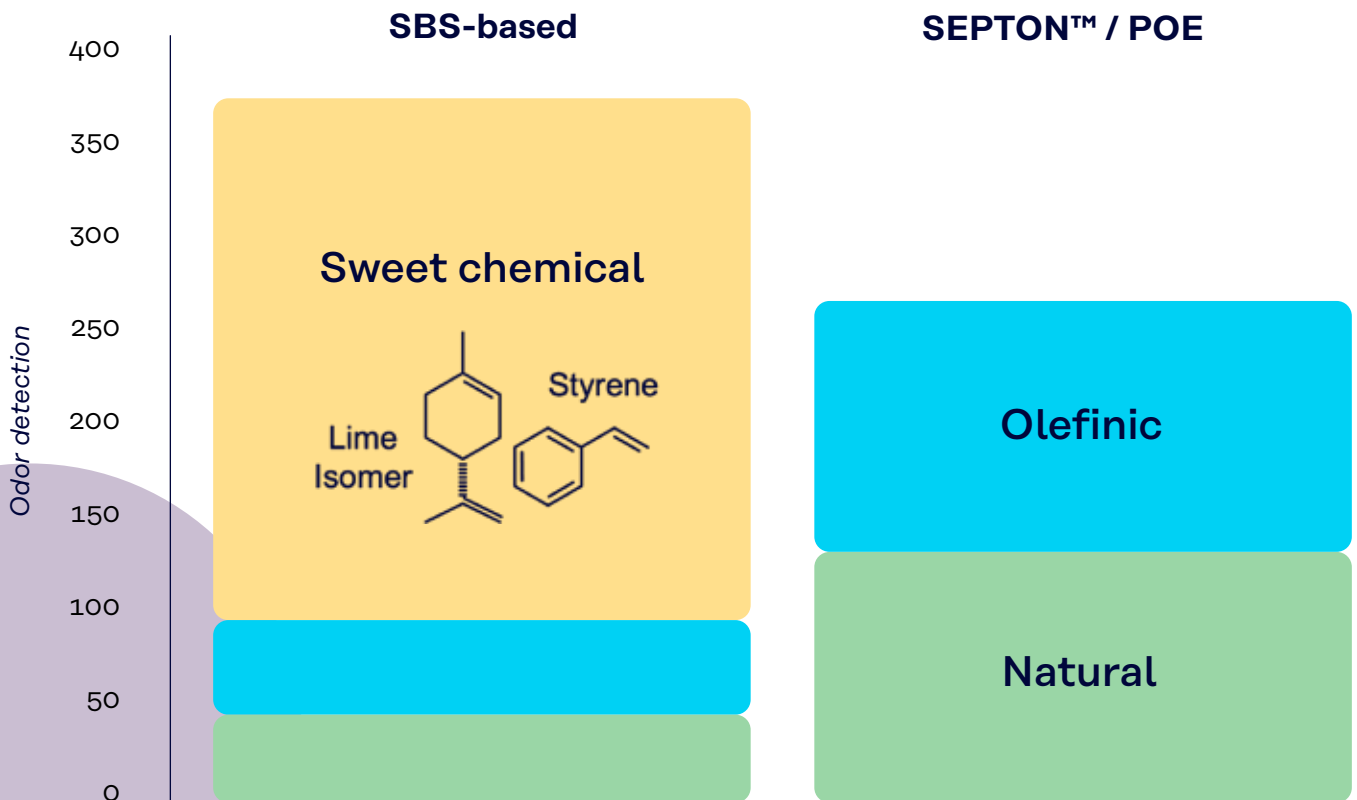 SBS-based
SEPTON™ / POE
400
350
300
250
200
150
100
50
0
Odor detection
Sweet chemical
Styrene
Lime
Isomer
Olefinic
Natural